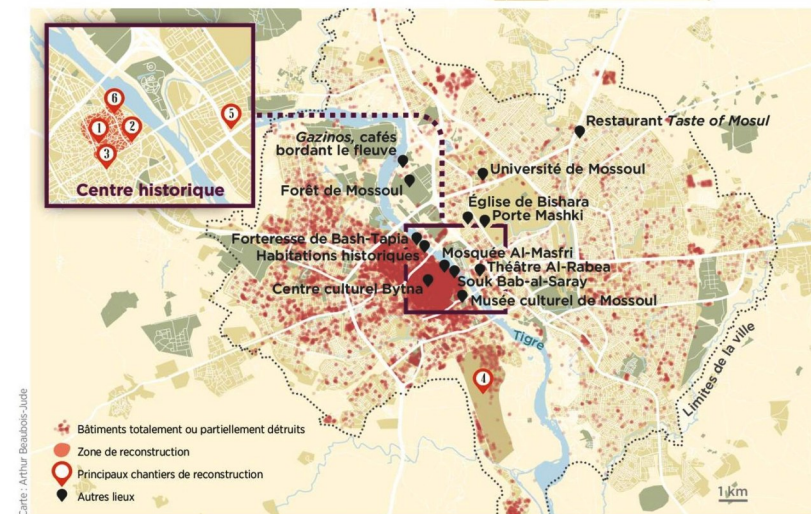 6
1
2
5
3
Centre historique
Restaurant Taste of Mosul
Gazinos, cafés
bordant le fleuve
Université de Mossoul
Forêt de Mossoul
Église de Bishara
Porte Mashki
Forteresse de Bash-Tapia
Habitations historiques
Mosquée Al-Masfri
Théâtre Al-Rabea
Souk Bab-al-Saray
Centre culturel Bytna
Musée culturel de Mossoul
Tigre
Limites de la ville
4
Bâtiments totalement ou partiellement détruits
Zone de reconstruction
Principaux chantiers de reconstruction
Autres lieux
1 km
Carte : Arthur Beaubois-Jude